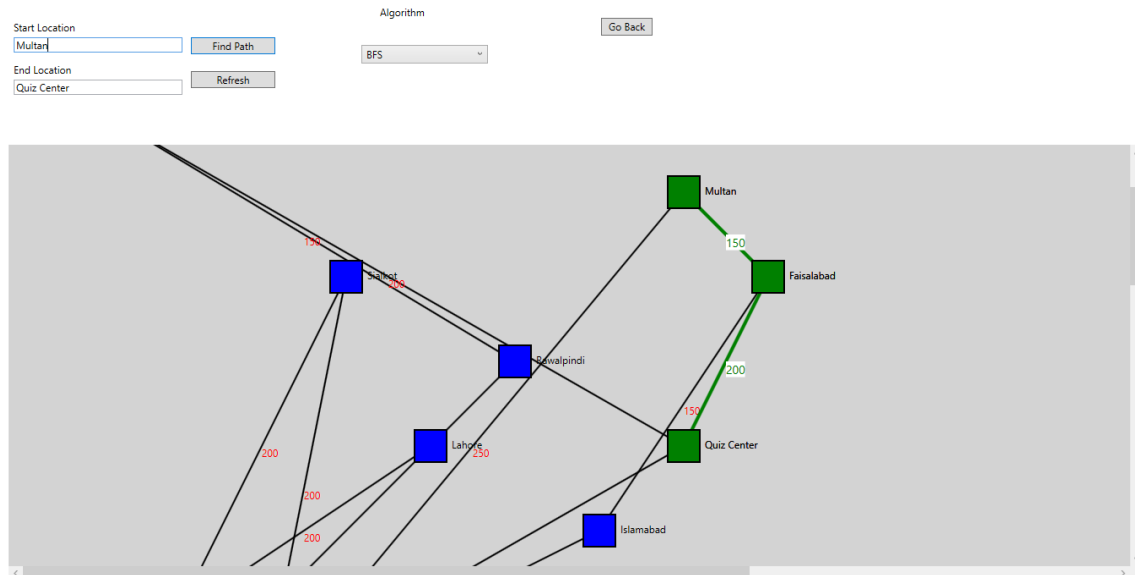 Algorithm
Start Location
Go Back
Multan
Find Path
BFS
End Location
Refresh
Quiz Center
Multan
150
150
Sialkot
Faisalabad
200
Rawalpindi
200
150
Lahore
250
Quiz Center
200
200
Islamabad
200